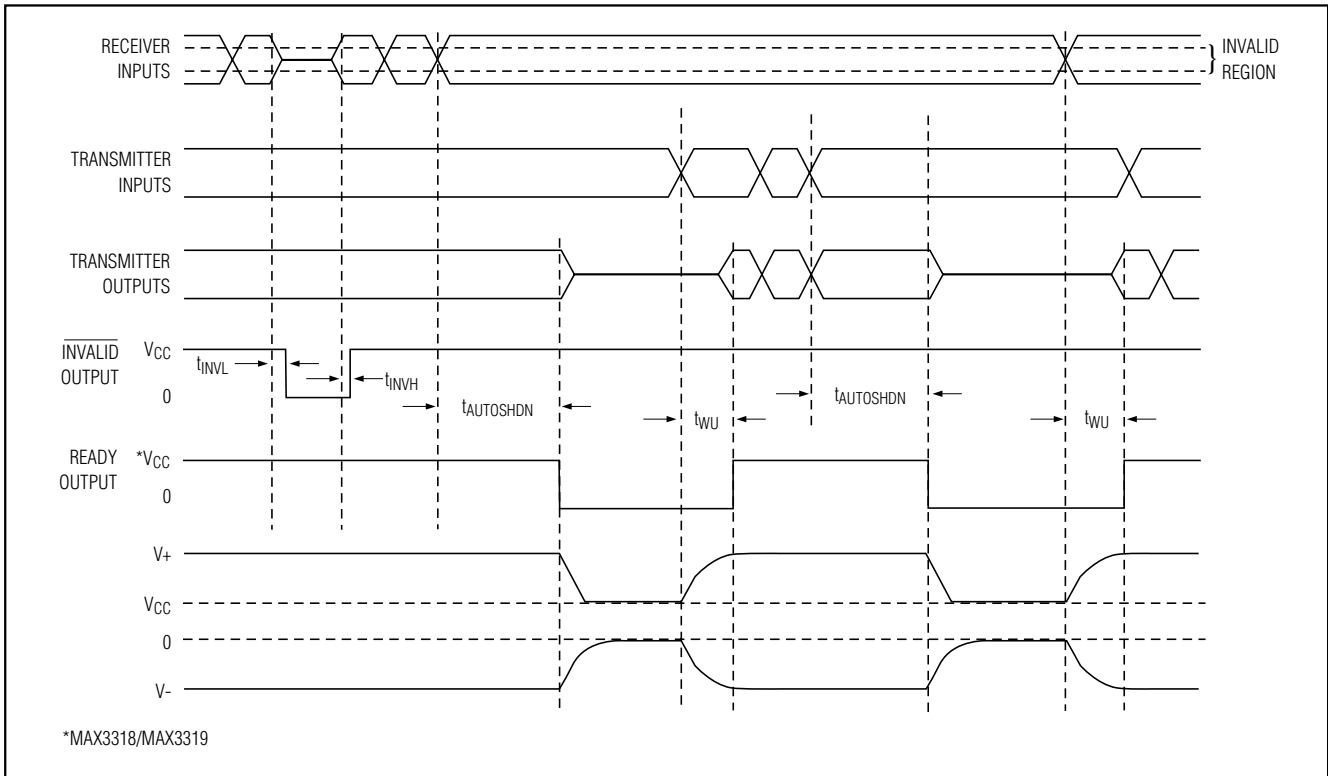 RECEIVER
INPUTS
INVALID
REGION
TRANSMITTER
INPUTS
TRANSMITTER
OUTPUTS
INVALID
OUTPUT
VCC
0
tINVL
tINVH
tAUTOSHDN
tWU
tAUTOSHDN
tWU
READY
OUTPUT
*VCC
0
V+
VCC
0
V-
*MAX3318/MAX3319